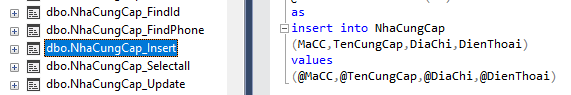 dbo.NhaCungCap_FindId
dbo.NhaCungCap_FindPhone
dbo.NhaCungCap_Insert
dbo.NhaCungCap_Selectall
dbo.NhaCungCap_Update
as
insert into NhaCungCap
(MaCC,TenCungCap,DiaChi,DienThoai)
values
(@MaCC,@TenCungCap,@DiaChi,@DienThoai)